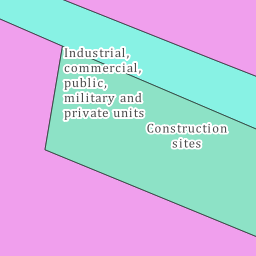 Industrial,
commercial,
public,
military and
private units
Construction
sites